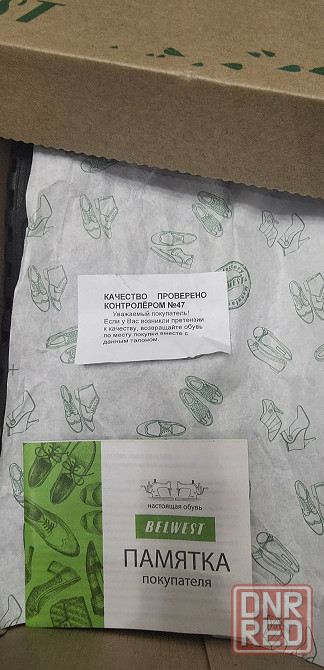 КАЧЕСТВО ПРОВЕРЕНО
КОНТРОЛЁРОМ №47
Уважаемый покупатель!
Если у Вас возникли претензии
к качеству, возвращайте обувь
по месту покупки вместе с
данным талоном.
настоящая обувь
BELWEST
ПАМЯТКА
покупателя
DNR
RED